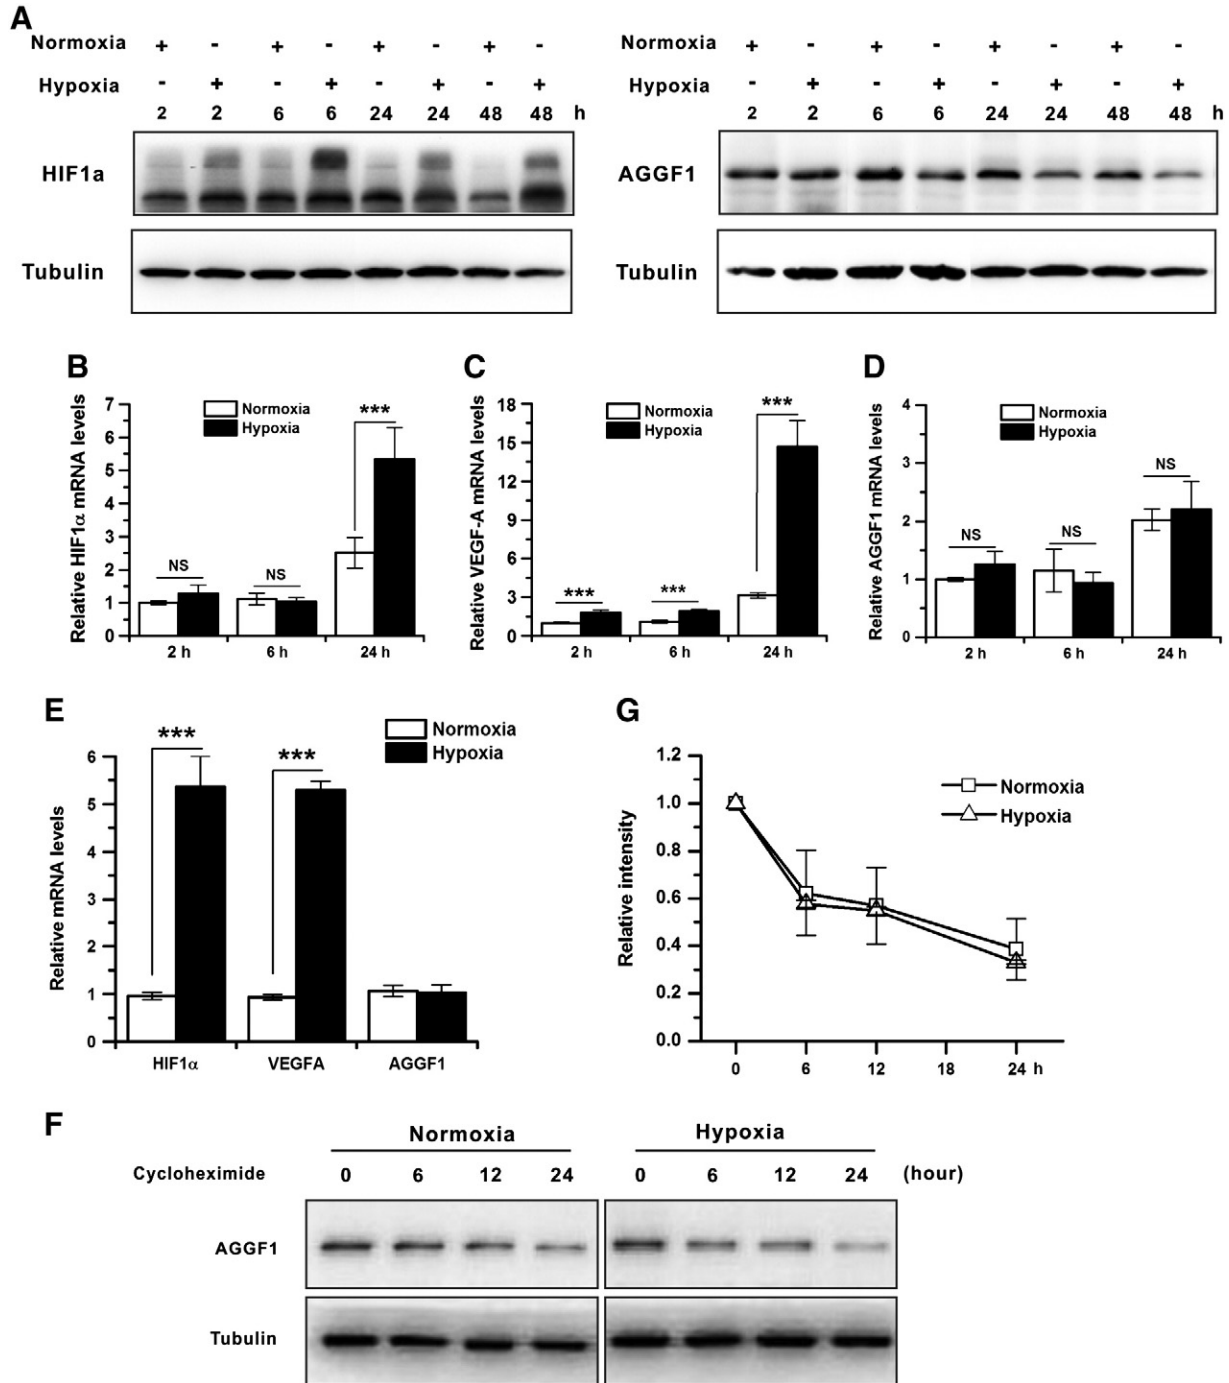 A
Normoxia + - + - + - + -
Hypoxia - + - + - + - +
2 2 6 6 24 24 48 48 h
HIF1a
Tubulin
Normoxia + - + - + - + -
Hypoxia - + - + - + - +
2 2 6 6 24 24 48 48 h
AGGF1
Tubulin
B
Relative HIF1α mRNA levels
7
6
5
4
3
2
1
0
Normoxia
Hypoxia
NS
NS
***
2 h 6 h 24 h
C
Relative VEGF-A mRNA levels
18
15
12
9
6
3
0
Normoxia
Hypoxia
***
***
***
2 h 6 h 24 h
D
Relative AGGF1 mRNA levels
4
3
2
1
0
Normoxia
Hypoxia
NS
NS
NS
2 h 6 h 24 h
E
Relative mRNA levels
6
5
4
3
2
1
0
Normoxia
Hypoxia
***
***
HIF1α VEGFA AGGF1
G
Relative intensity
1.2
1.0
0.8
0.6
0.4
0.2
0.0
Normoxia
Hypoxia
0 6 12 18 24 h
F
Normoxia Hypoxia
Cycloheximide 0 6 12 24 0 6 12 24 (hour)
AGGF1
Tubulin